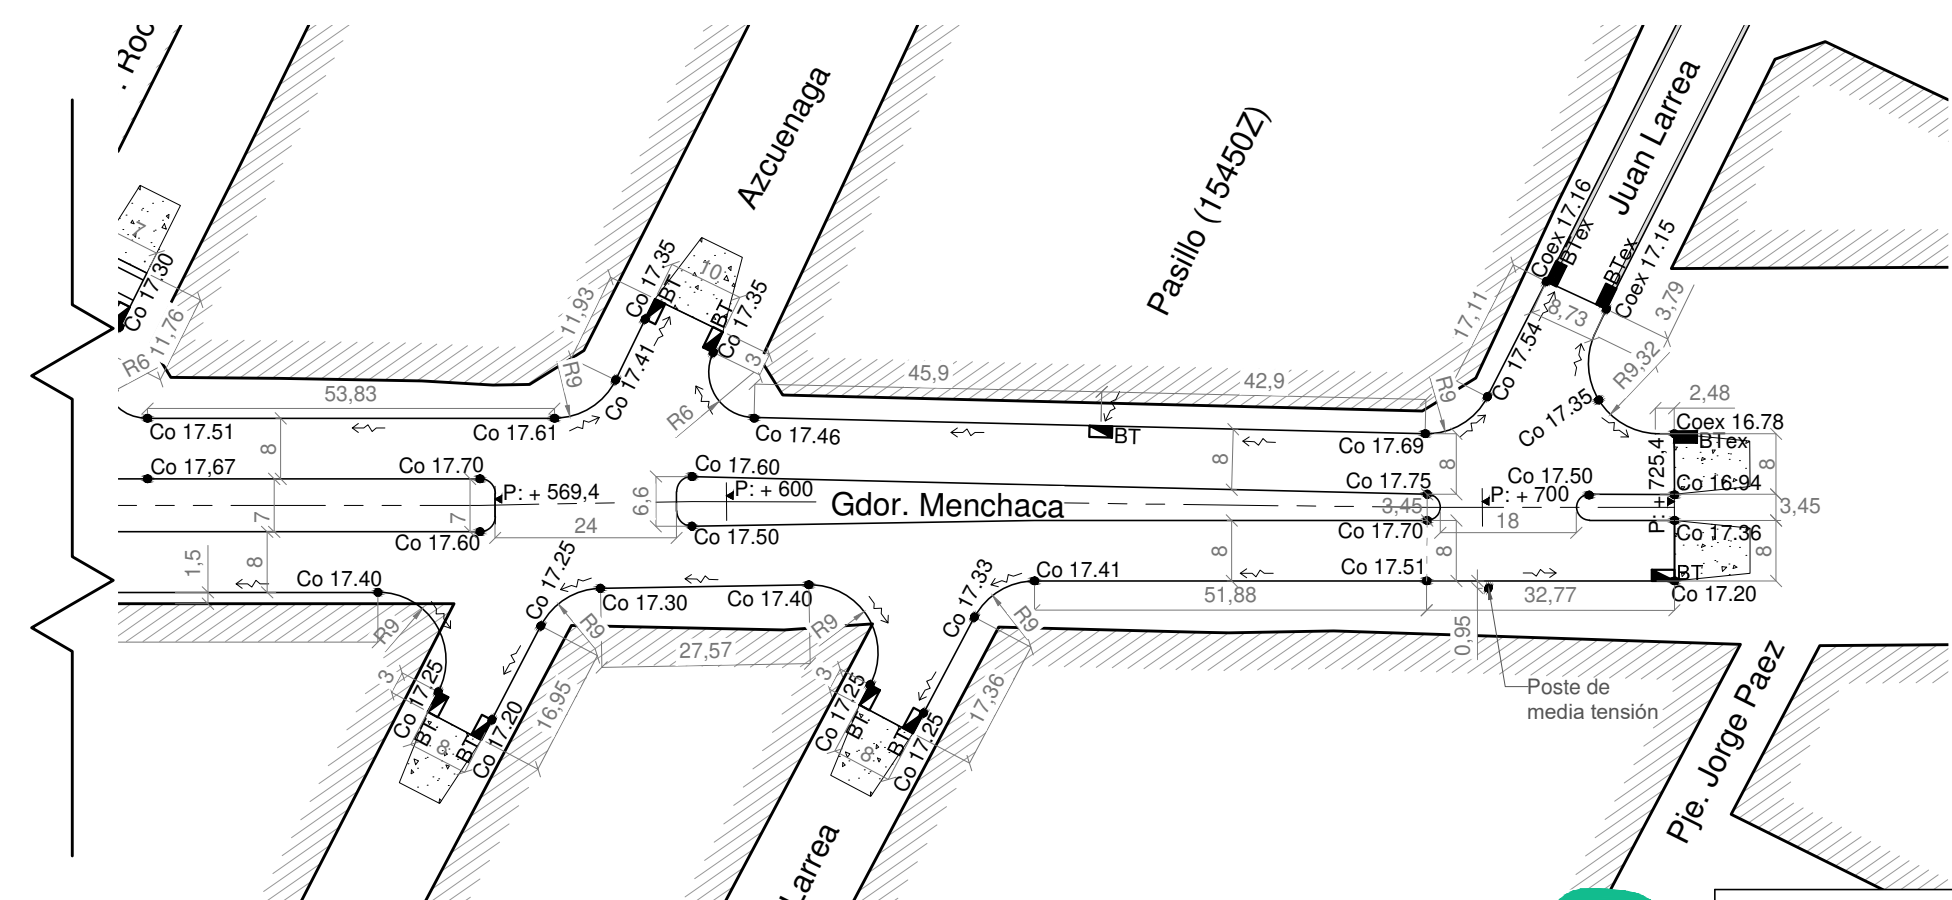 . Roc
Azcuenaga
Pasillo (15450Z)
Juan Larrea
7
Co 17.30
11,76
R6
53,83
Co 17.51
Co 17.61
8
Co 17,67
Co 17.70
P: + 569,4
7
7
Co 17.60
24
1,5
8
Co 17.40
R9
11,93
R9
Co 17.41
Co 17.35
BT
10
BT
Co 17.35
3
R6
45,9
42,9
Co 17.46
BT
Co 17.69
8
8
Co 17.60
P: + 600
6,6
Gdor. Menchaca
Co 17.50
Co 17.75
3,45
Co 17.70
P: + 700
18
Co 17.50
17,11
R9
Co 17.54
Coex 17.16
BTex
BTex
Coex 17.15
8,73
3,79
R9,32
Co 17.35
2,48
Coex 16.78
BTex
725,4
P: +
8
Co 16.94
3,45
Co 17.36
8
BT
Co 17.20
Co 17.25
Co 17.30
Co 17.40
R9
27,57
R9
3
Co 17.25
BT
8
BT
Co 17.20
16,95
Co 17.33
Co 17.41
R9
8
8
Co 17.51
51,88
32,77
0,95
3
Co 17.25
BT
8
BT
Co 17.25
17,36
Poste de
media tensión
Pje. Jorge Paez
Larrea